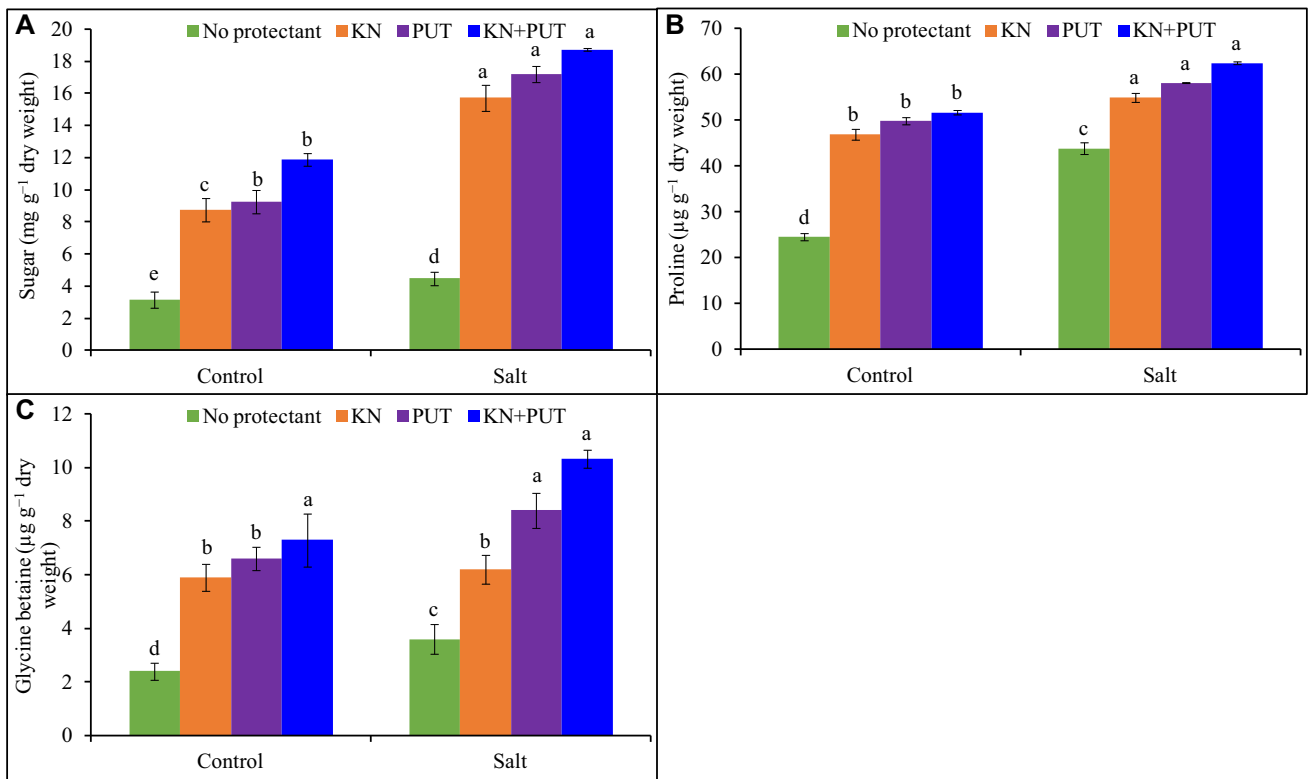 A
No protectant KN PUT KN+PUT
Sugar (mg g⁻¹ dry weight)
20
18
16
14
12
10
8
6
4
2
0
e
c
b
b
d
a
a
a
Control Salt
B
No protectant KN PUT KN+PUT
Proline (µg g⁻¹ dry weight)
70
60
50
40
30
20
10
0
d
b
b
b
c
a
a
a
Control Salt
C
No protectant KN PUT KN+PUT
Glycine betaine (µg g⁻¹ dry
weight)
12
10
8
6
4
2
0
d
b
b
a
c
b
a
a
Control Salt